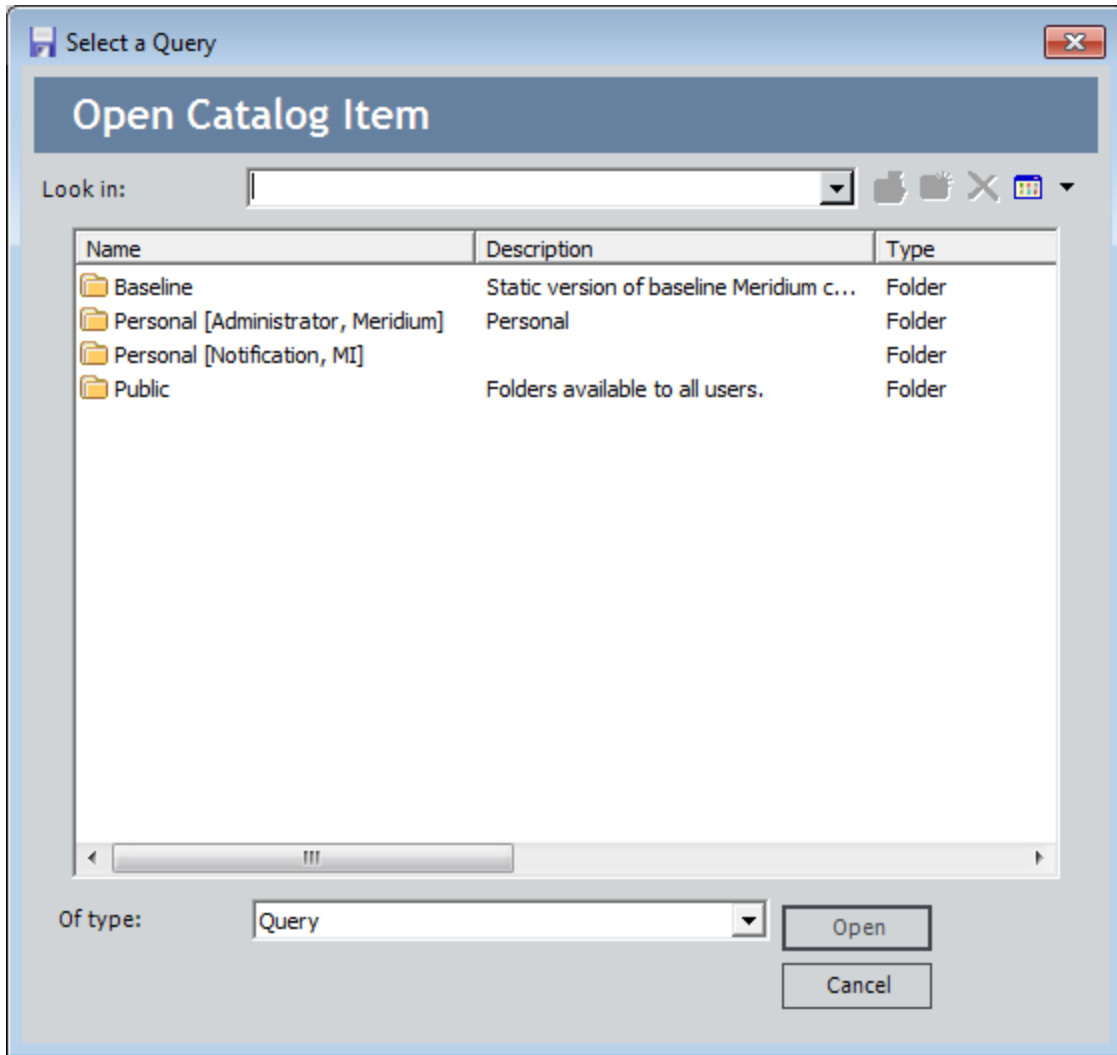 Select a Query
Open Catalog Item
Look in:
Name Description Type
Baseline Static version of baseline Meridium c... Folder
Personal [Administrator, Meridium] Personal Folder
Personal [Notification, MI] Folder
Public Folders available to all users. Folder
Of type: Query Open
Cancel